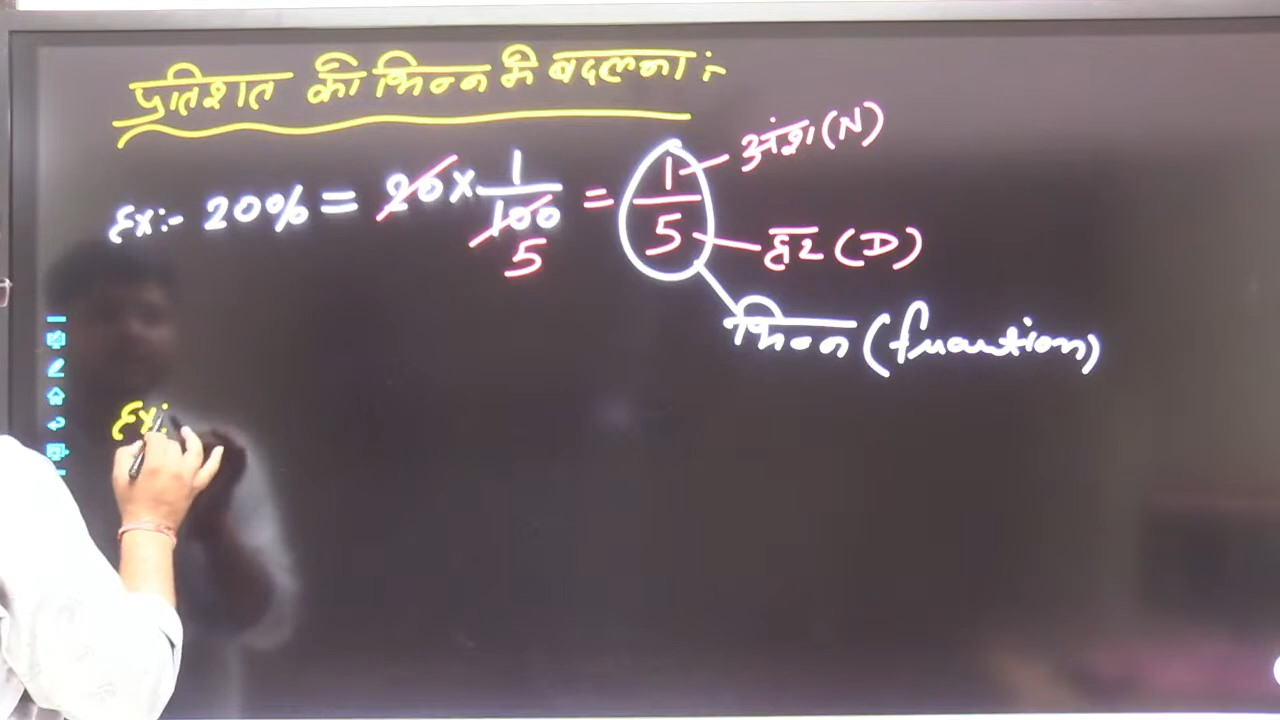 प्रतिशत को भिन्न में बदलना :-
Ex:- 20% = 20 × 1/100 5 = 1/5
अंश (N)
हर (D)
भिन्न (fraction)
Ex: